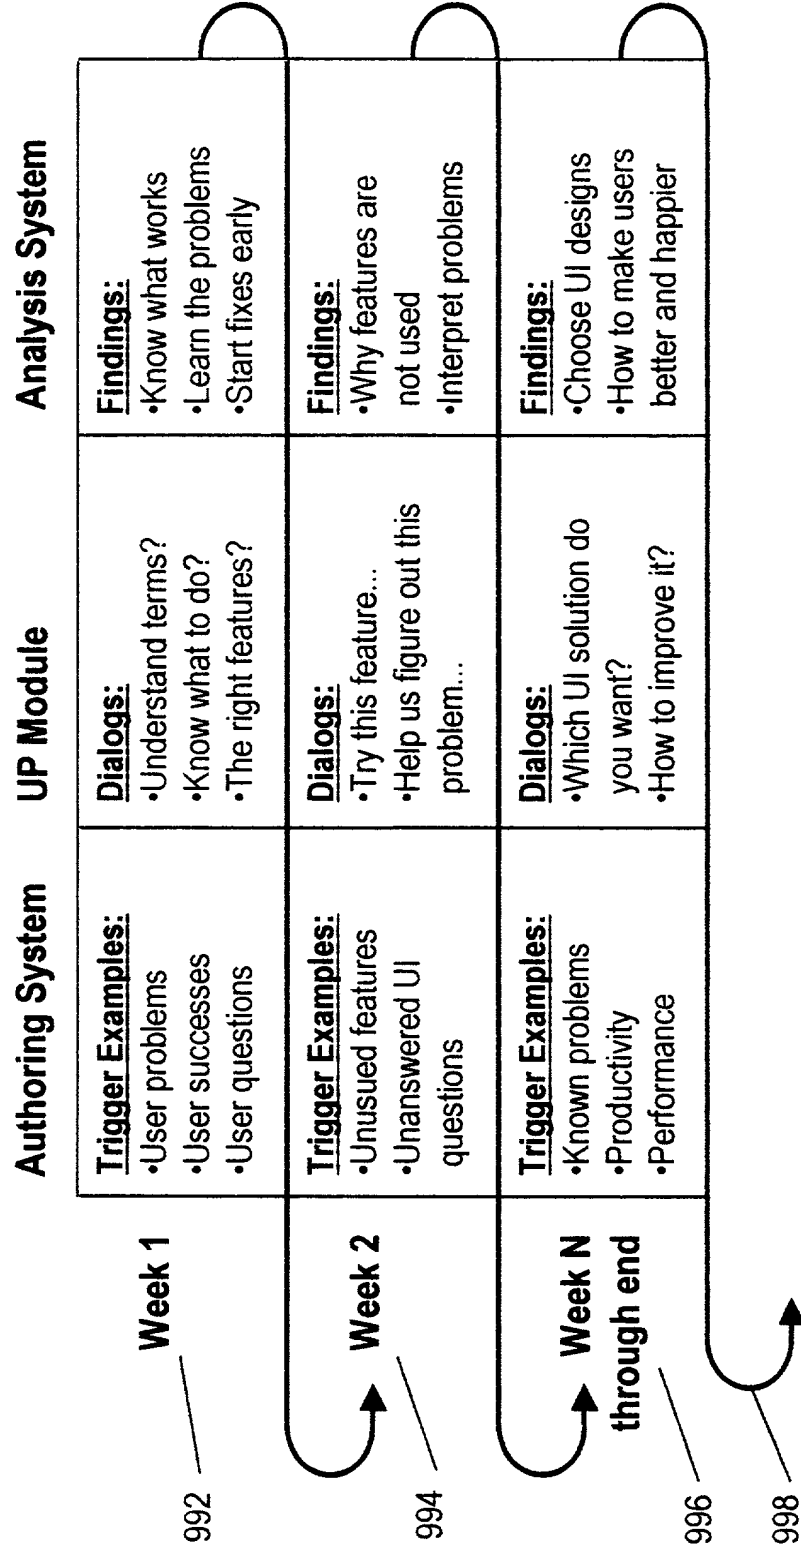 Authoring System
UP Module
Analysis System
Week 1
Trigger Examples:
•User problems
•User successes
•User questions
Dialogs:
•Understand terms?
•Know what to do?
•The right features?
Findings:
•Know what works
•Learn the problems
•Start fixes early
992
Week 2
Trigger Examples:
•Unusued features
•Unanswered UI
questions
Dialogs:
•Try this feature...
•Help us figure out this
problem...
Findings:
•Why features are
not used
•Interpret problems
994
Week N
through end
Trigger Examples:
•Known problems
•Productivity
•Performance
Dialogs:
•Which UI solution do
you want?
•How to improve it?
Findings:
•Choose UI designs
•How to make users
better and happier
996
998